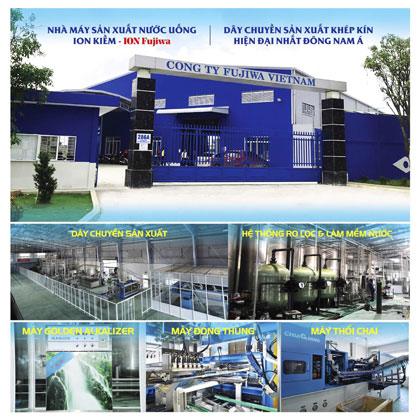 NHÀ MÁY SẢN XUẤT NƯỚC UỐNG
ION KIỀM - ION Fujiwa
DÂY CHUYỀN SẢN XUẤT KHÉP KÍN
HIỆN ĐẠI NHẤT ĐÔNG NAM Á
CONG TY FUJIWA VIETNAM
286A
DÂY CHUYỀN SẢN XUẤT
HỆ THỐNG RO LỌC & LÀM MỀM NƯỚC
MÁY GOLDEN ALKALIZER
MÁY ĐÓNG THÙNG
MÁY THỔI CHAI